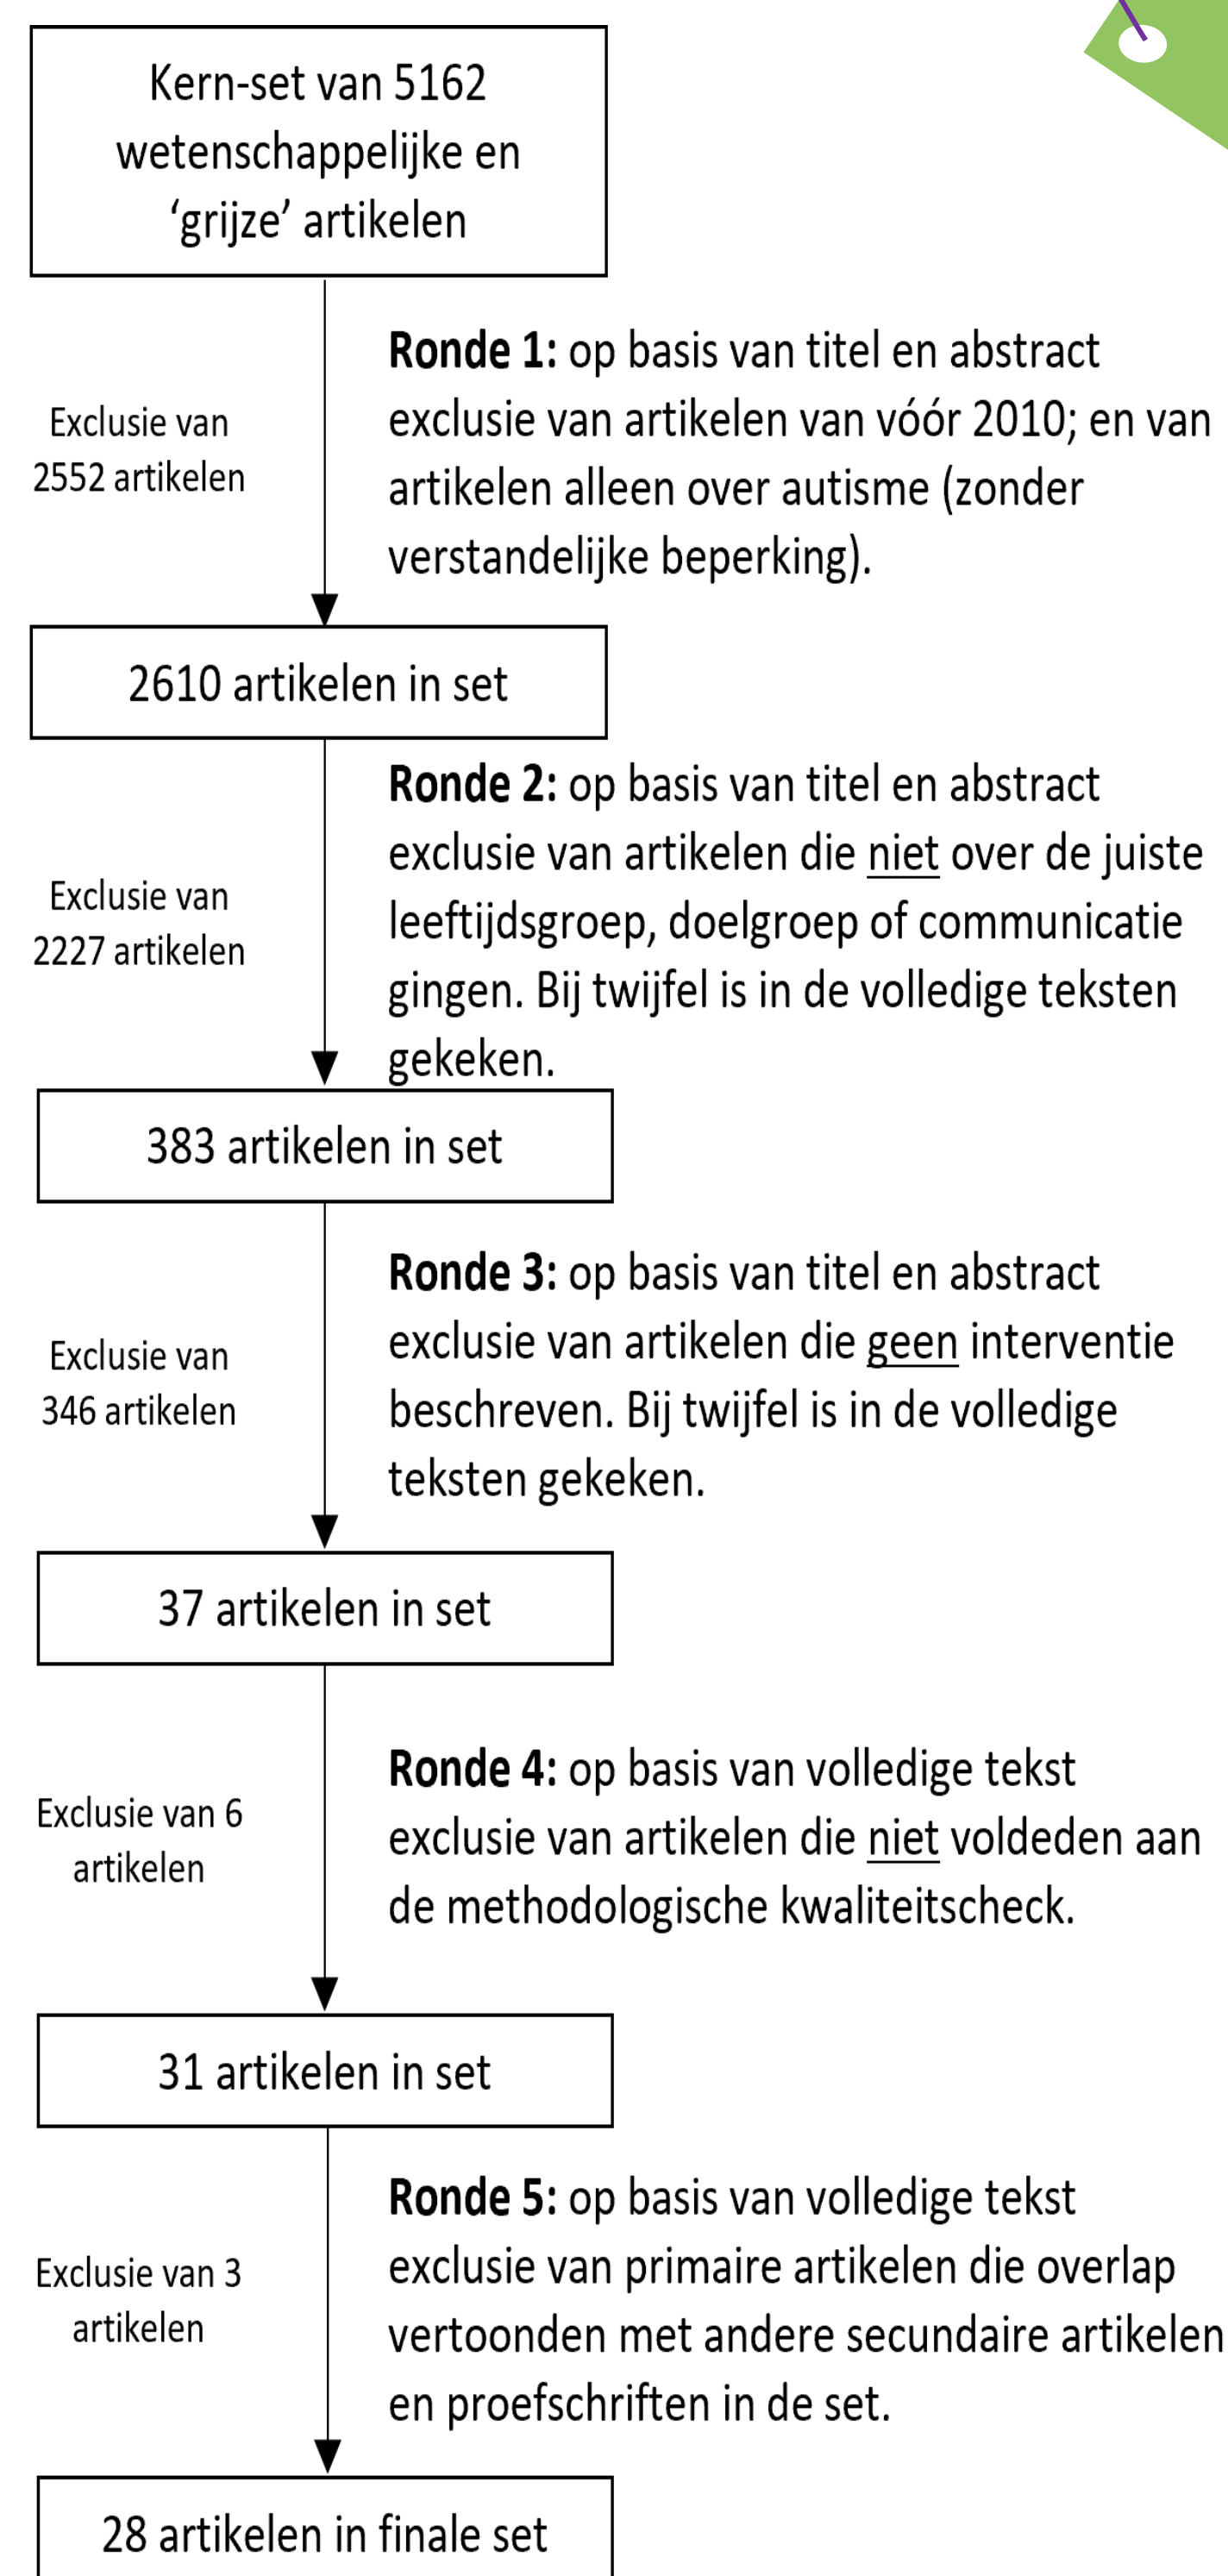 Kern-set van 5162
wetenschappelijke en
‘grijze’ artikelen
Exclusie van
2552 artikelen
Ronde 1: op basis van titel en abstract
exclusie van artikelen van vóór 2010; en van
artikelen alleen over autisme (zonder
verstandelijke beperking).
2610 artikelen in set
Exclusie van
2227 artikelen
Ronde 2: op basis van titel en abstract
exclusie van artikelen die niet over de juiste
leeftijdsgroep, doelgroep of communicatie
gingen. Bij twijfel is in de volledige teksten
gekeken.
383 artikelen in set
Exclusie van
346 artikelen
Ronde 3: op basis van titel en abstract
exclusie van artikelen die geen interventie
beschreven. Bij twijfel is in de volledige
teksten gekeken.
37 artikelen in set
Exclusie van 6
artikelen
Ronde 4: op basis van volledige tekst
exclusie van artikelen die niet voldeden aan
de methodologische kwaliteitscheck.
31 artikelen in set
Exclusie van 3
artikelen
Ronde 5: op basis van volledige tekst
exclusie van primaire artikelen die overlap
vertoonden met andere secundaire artikelen
en proefschriften in de set.
28 artikelen in finale set